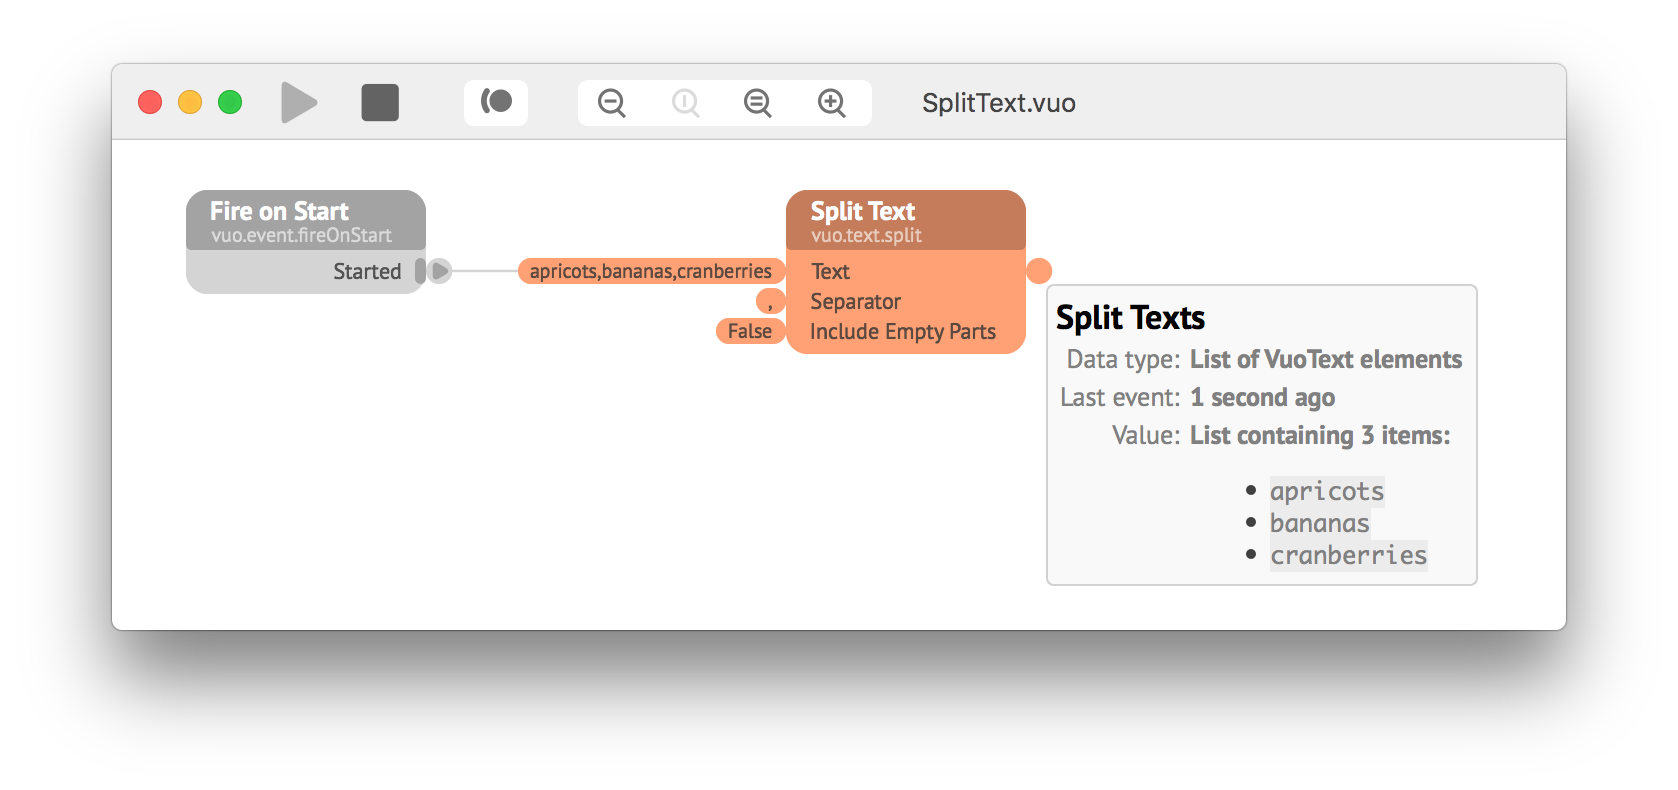 SplitText.vuo
Fire on Start
vuo.event.fireOnStart
Started
apricots,bananas,cranberries
,
False
Split Text
vuo.text.split
Text
Separator
Include Empty Parts
Split Texts
Data type: List of VuoText elements
Last event: 1 second ago
Value: List containing 3 items:
• apricots
• bananas
• cranberries